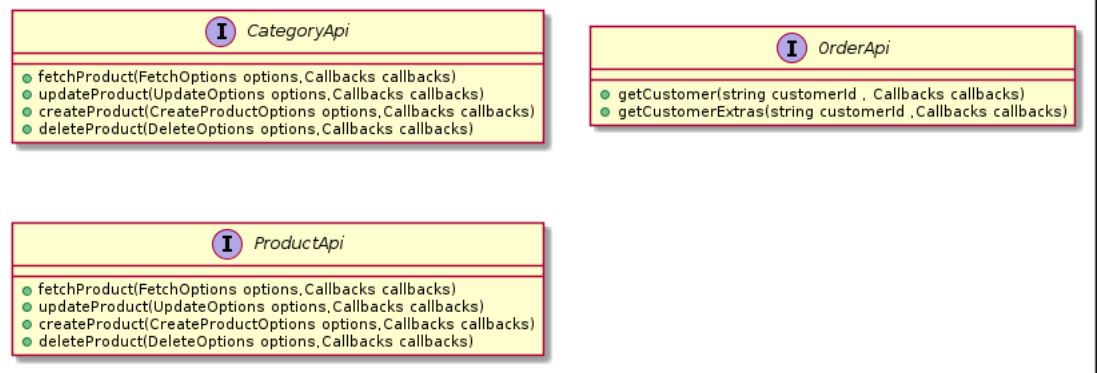 I CategoryApi
fetchProduct(FetchOptions options,Callbacks callbacks)
updateProduct(UpdateOptions options,Callbacks callbacks)
createProduct(CreateProductOptions options,Callbacks callbacks)
deleteProduct(DeleteOptions options,Callbacks callbacks)
I OrderApi
getCustomer(string customerId , Callbacks callbacks)
getCustomerExtras(string customerId ,Callbacks callbacks)
I ProductApi
fetchProduct(FetchOptions options,Callbacks callbacks)
updateProduct(UpdateOptions options,Callbacks callbacks)
createProduct(CreateProductOptions options,Callbacks callbacks)
deleteProduct(DeleteOptions options,Callbacks callbacks)